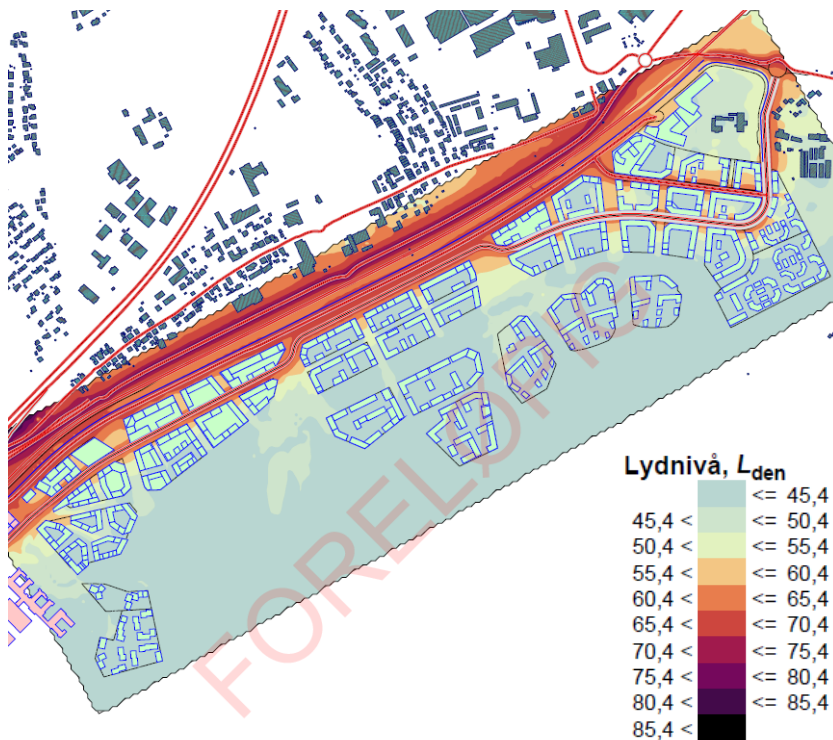 FORELØPIG
Lydnivå, Lden
<= 45,4
45,4 < <= 50,4
50,4 < <= 55,4
55,4 < <= 60,4
60,4 < <= 65,4
65,4 < <= 70,4
70,4 < <= 75,4
75,4 < <= 80,4
80,4 < <= 85,4
85,4 <